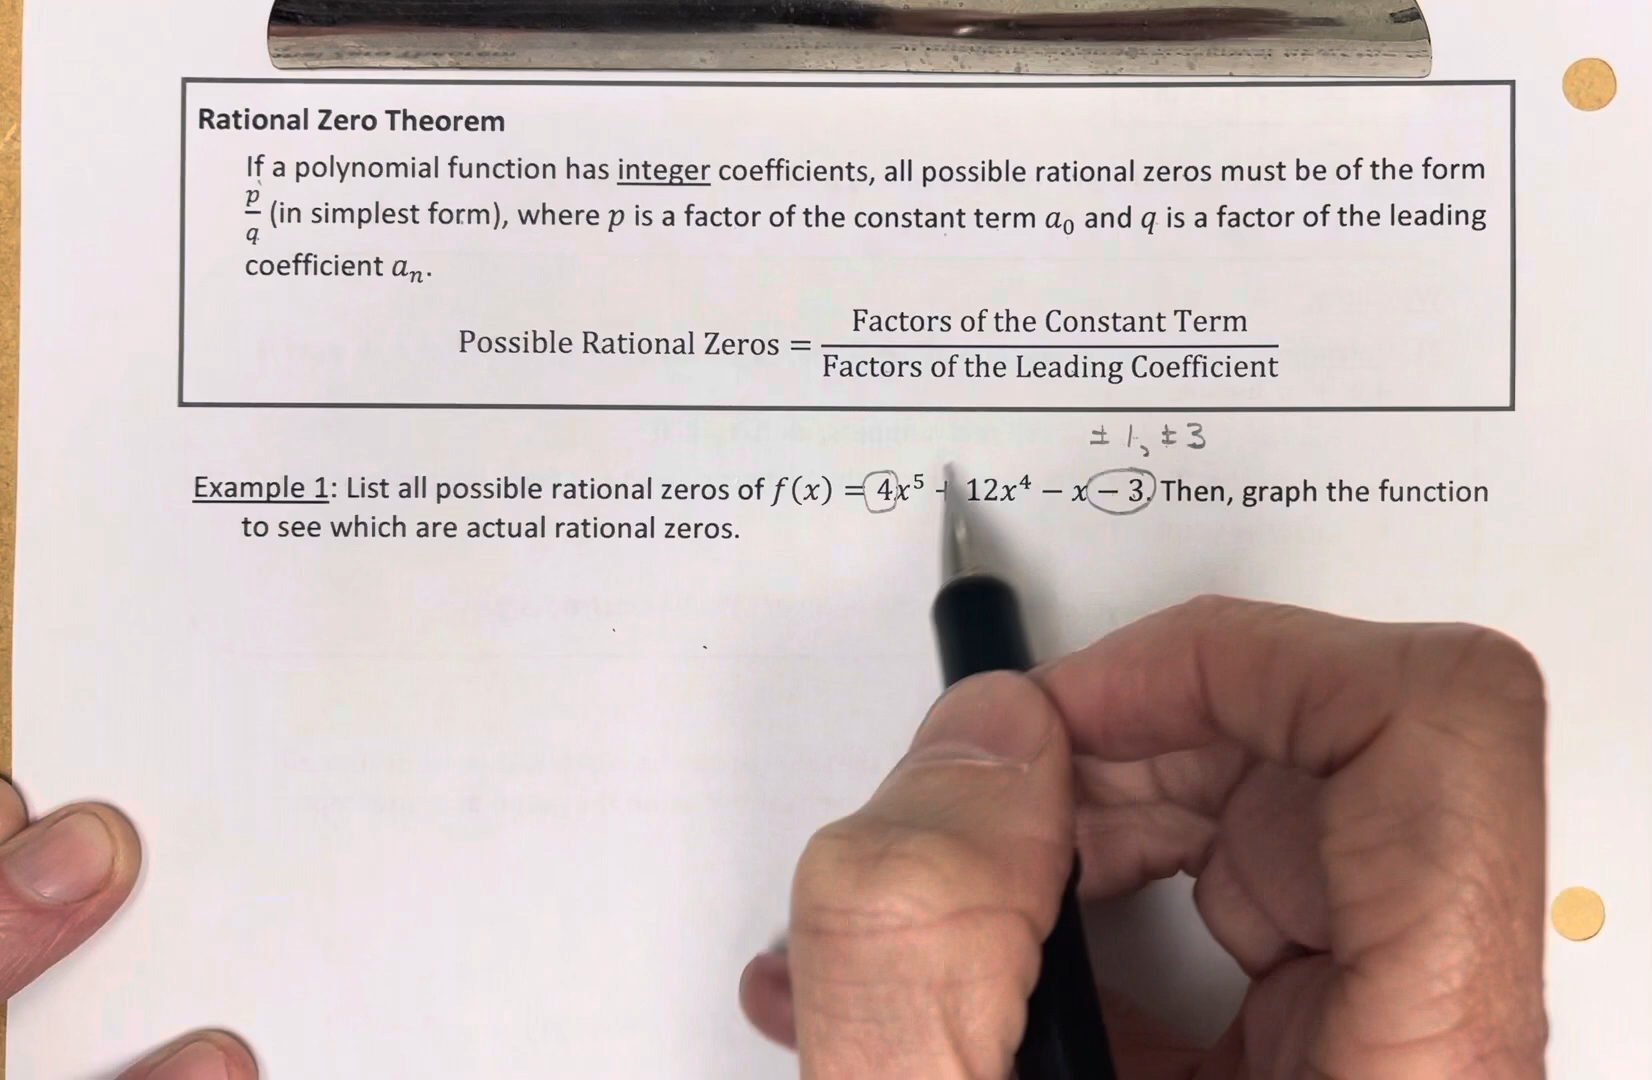 Rational Zero Theorem
If a polynomial function has integer coefficients, all possible rational zeros must be of the form
p/q (in simplest form), where p is a factor of the constant term a₀ and q is a factor of the leading
coefficient aₙ.
Possible Rational Zeros = Factors of the Constant Term / Factors of the Leading Coefficient
± 1, ± 3
Example 1: List all possible rational zeros of f(x) = 4x⁵ + 12x⁴ − x − 3. Then, graph the function
to see which are actual rational zeros.